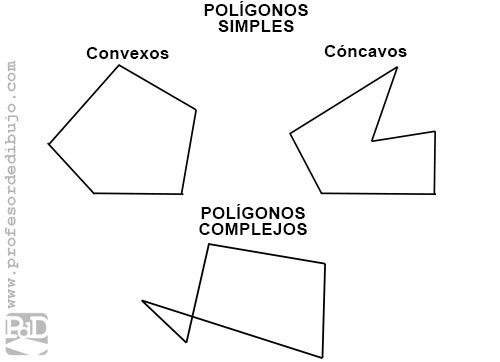 POLÍGONOS
SIMPLES
Convexos
Cóncavos
POLÍGONOS
COMPLEJOS
www.profesordedibujo.com
PdD